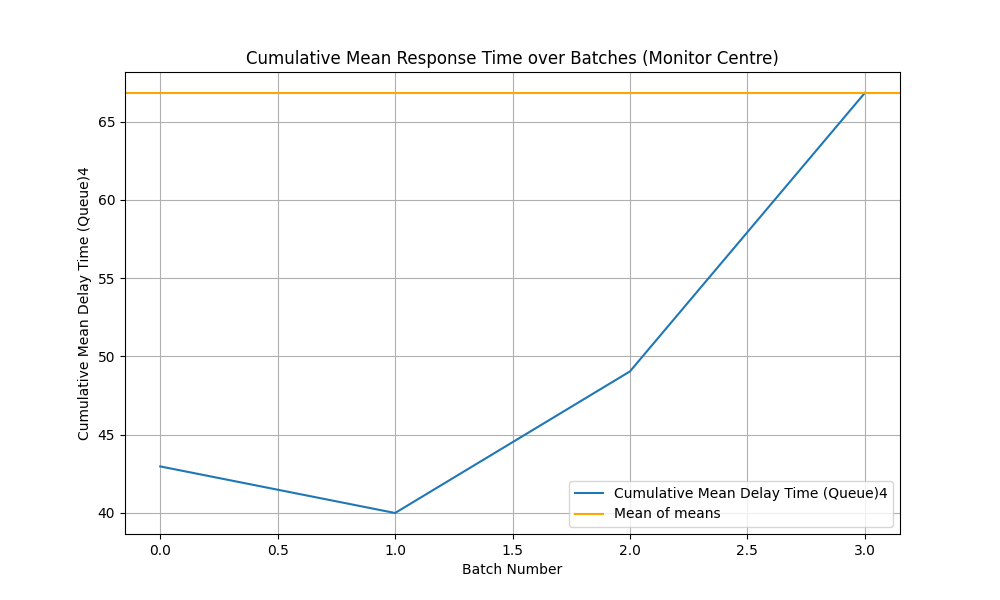 Cumulative Mean Response Time over Batches (Monitor Centre)
Cumulative Mean Delay Time (Queue)4
65
60
55
50
45
40
0.0 0.5 1.0 1.5 2.0 2.5 3.0
Batch Number
Cumulative Mean Delay Time (Queue)4
Mean of means